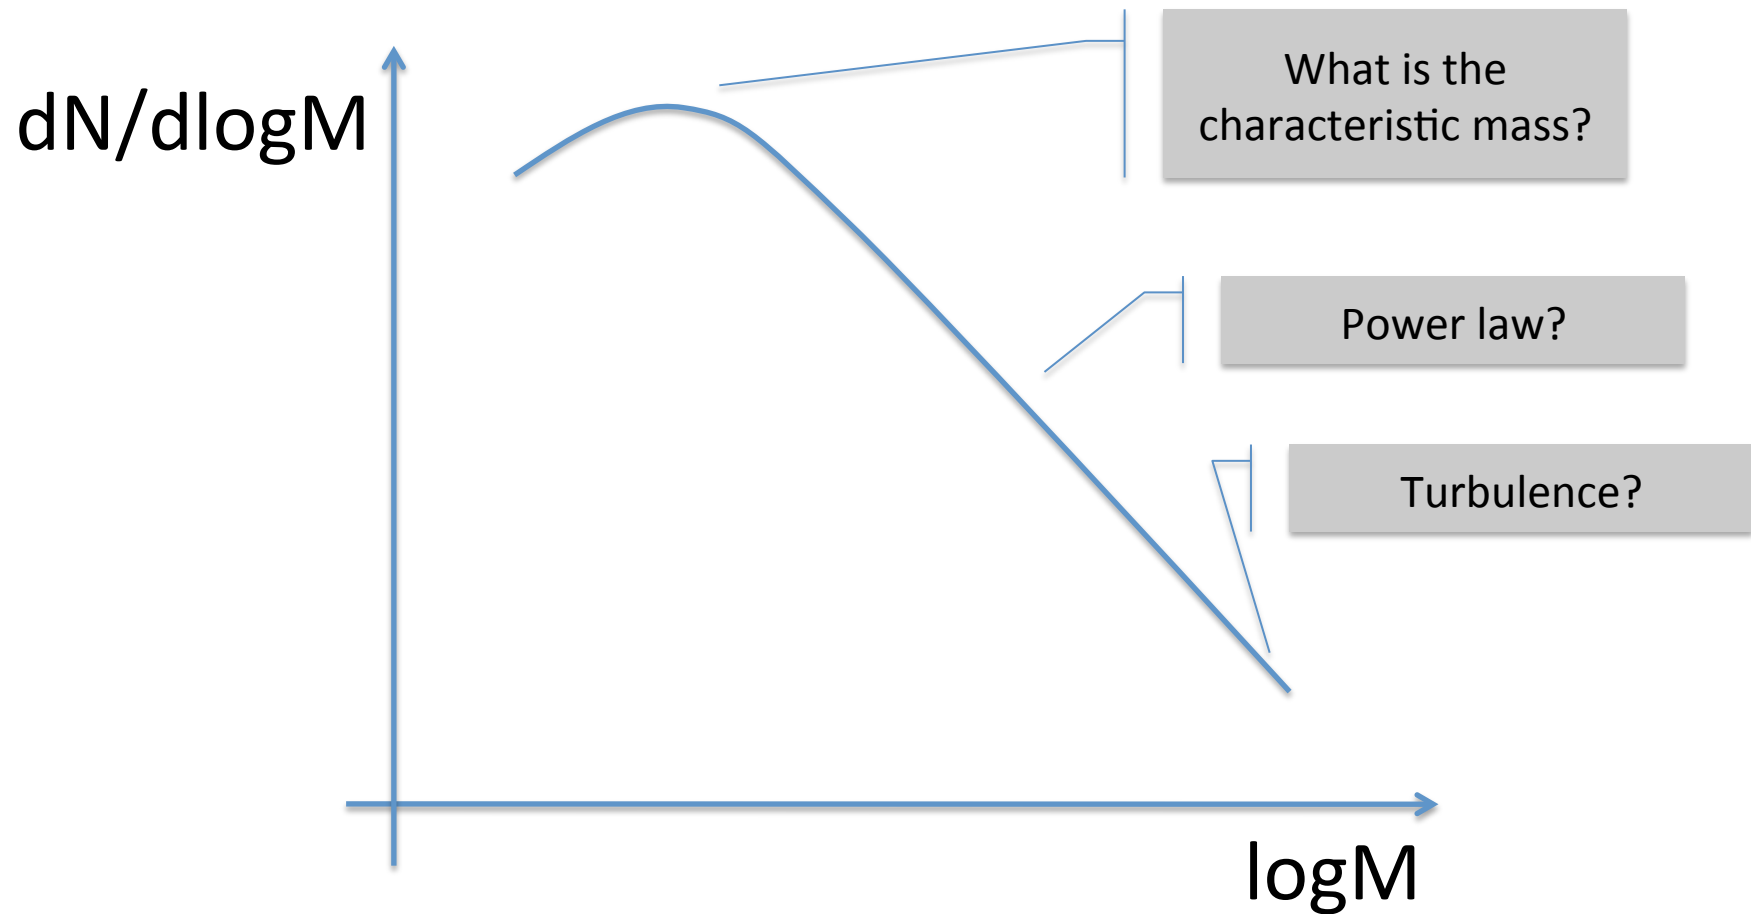 dN/dlogM
What is the
characteristic mass?
Power law?
Turbulence?
logM